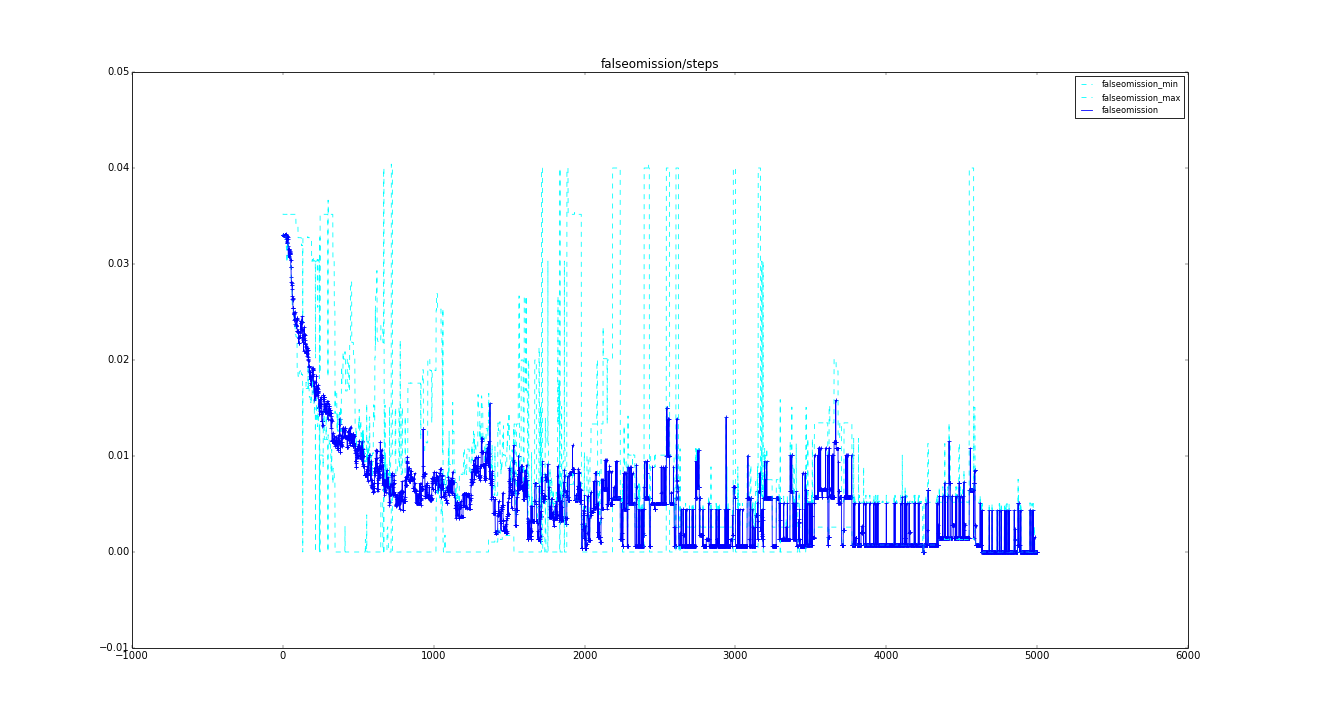 falseomission/steps
0.05
0.04
0.03
0.02
0.01
0.00
−0.01
−1000 0 1000 2000 3000 4000 5000 6000
falseomission_min
falseomission_max
falseomission